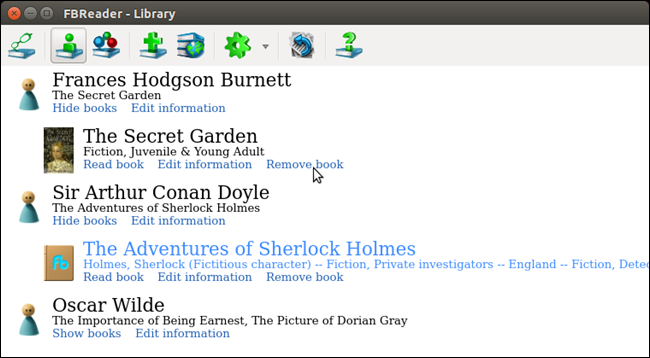 FBReader - Library
Frances Hodgson Burnett
The Secret Garden
Hide books Edit information
The Secret Garden
Fiction, Juvenile & Young Adult
Read book Edit information Remove book
Sir Arthur Conan Doyle
The Adventures of Sherlock Holmes
Hide books Edit information
fb
The Adventures of Sherlock Holmes
Holmes, Sherlock (Fictitious character) -- Fiction, Private investigators -- England -- Fiction, Detec
Read book Edit information Remove book
Oscar Wilde
The Importance of Being Earnest, The Picture of Dorian Gray
Show books Edit information